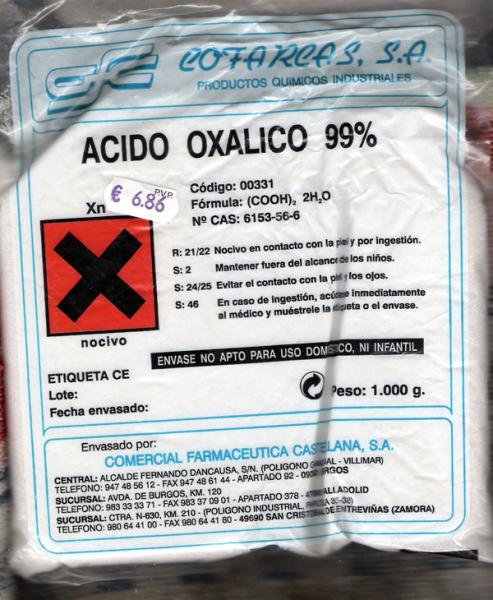 COFARCAS, S.A.
PRODUCTOS QUIMICOS INDUSTRIALES
ACIDO OXALICO 99%
P.V.P.
€ 6.86
Xn
Código: 00331
Fórmula: (COOH)₂ 2H₂O
Nº CAS: 6153-56-6
R: 21/22 Nocivo en contacto con la piel y por ingestión.
S: 2 Mantener fuera del alcance de los niños.
S: 24/25 Evitar el contacto con la piel y los ojos.
S: 46 En caso de ingestión, acúdase inmediatamente
al médico y muéstrele la etiqueta o el envase.
nocivo
ENVASE NO APTO PARA USO DOMESTICO, NI INFANTIL
ETIQUETA CE
Lote:
Peso: 1.000 g.
Fecha envasado:
Envasado por:
COMERCIAL FARMACEUTICA CASTELLANA, S.A.
CENTRAL: ALCALDE FERNANDO DANCAUSA, S/N. (POLIGONO - VILLIMAR)
TELEFONO: 947 48 56 12 - FAX 947 48 61 44 - APARTADO 92 - BURGOS
SUCURSAL: AVDA. DE BURGOS, KM. 120
TELEFONO: 983 33 33 71 - FAX 983 37 09 01 - APARTADO 378 - VALLADOLID
SUCURSAL: CTRA. N-630, KM. 210 - (POLIGONO INDUSTRIAL, 35-38)
TELEFONO: 980 64 41 00 - FAX 980 64 41 80 - 49690 SAN CRISTOBAL DE ENTREVIÑAS (ZAMORA)